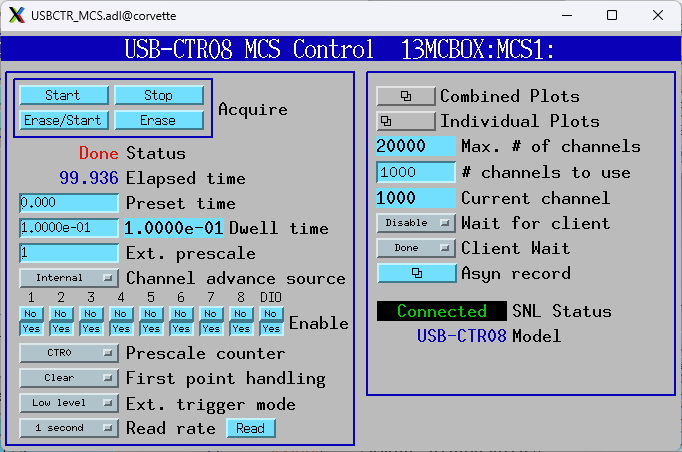 USBCTR_MCS.adl@corvette
USB-CTR08 MCS Control 13MCBOX:MCS1:
Start Stop
Erase/Start Erase
Acquire
Done Status
99.936 Elapsed time
0.000 Preset time
1.0000e-01 1.0000e-01 Dwell time
1 Ext. prescale
Internal Channel advance source
1 2 3 4 5 6 7 8 DIO
No No No No No No No No No
Yes Yes Yes Yes Yes Yes Yes Yes Yes
Enable
CTR0 Prescale counter
Clear First point handling
Low level Ext. trigger mode
1 second Read rate Read
Combined Plots
Individual Plots
20000 Max. # of channels
1000 # channels to use
1000 Current channel
Disable Wait for client
Done Client Wait
Asyn record
Connected SNL Status
USB-CTR08 Model